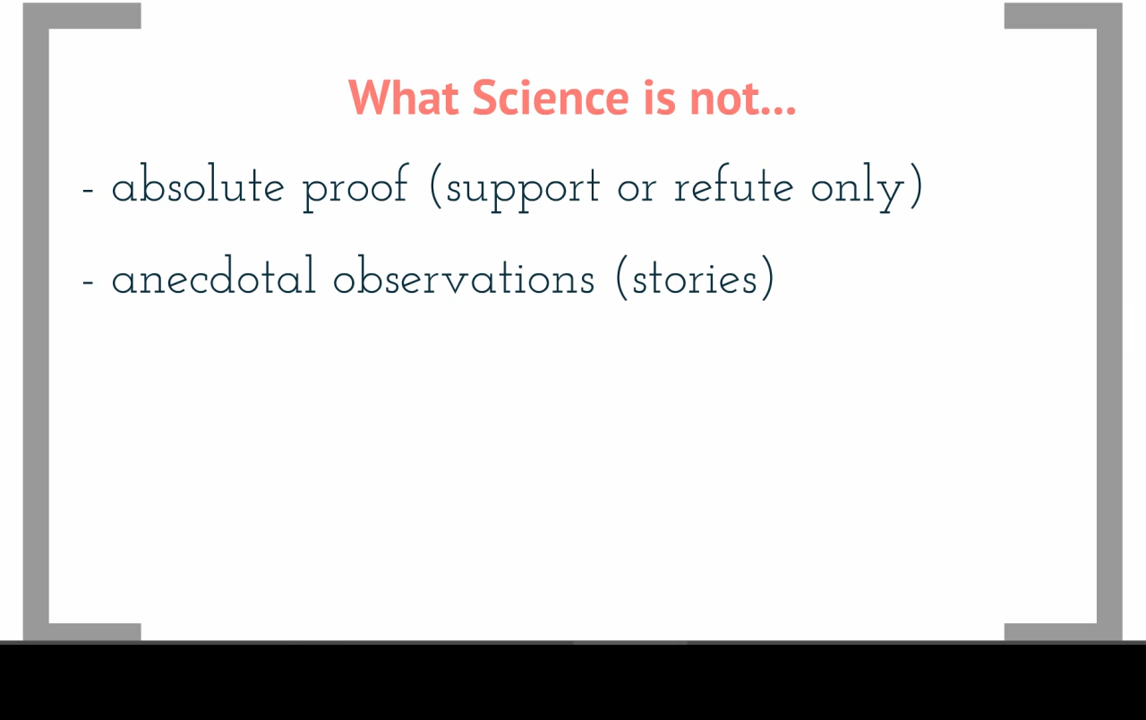 What Science is not...
- absolute proof (support or refute only)
- anecdotal observations (stories)